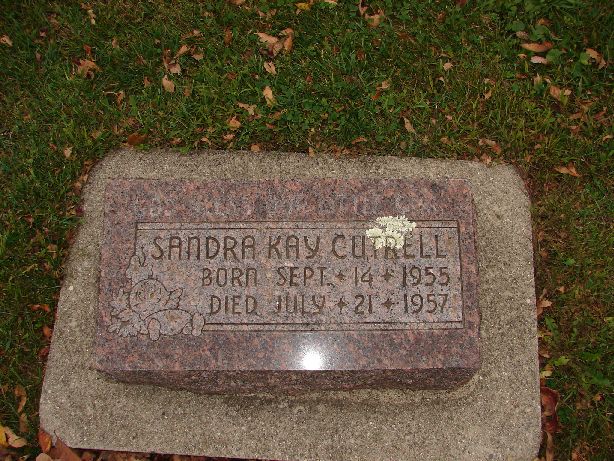 SANDRA KAY CUTRELL
BORN SEPT. + 14 + 1955
DIED JULY + 21 + 1957